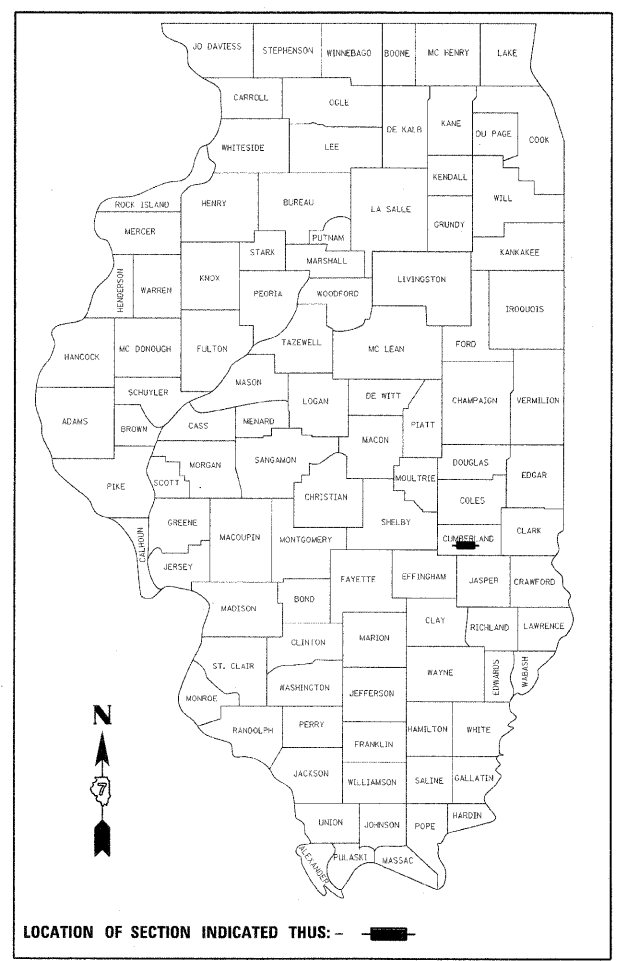 JO DAVIESS STEPHENSON WINNEBAGO BOONE MC HENRY LAKE
CARROLL OGLE DE KALB KANE DU PAGE COOK
WHITESIDE LEE
KENDALL WILL
ROCK ISLAND HENRY BUREAU LA SALLE GRUNDY
MERCER PUTNAM KANKAKEE
STARK MARSHALL
HENDERSON WARREN KNOX PEORIA WOODFORD LIVINGSTON IROQUOIS
HANCOCK MC DONOUGH FULTON TAZEWELL MC LEAN FORD
MASON
SCHUYLER LOGAN DE WITT CHAMPAIGN VERMILION
ADAMS BROWN CASS MENARD MACON PIATT
MORGAN SANGAMON DOUGLAS EDGAR
PIKE SCOTT CHRISTIAN MOULTRIE COLES
CALHOUN GREENE MACOUPIN MONTGOMERY SHELBY CUMBERLAND CLARK
JERSEY FAYETTE EFFINGHAM JASPER CRAWFORD
MADISON BOND
CLAY RICHLAND LAWRENCE
CLINTON MARION
ST. CLAIR WAYNE EDWARDS WABASH
WASHINGTON JEFFERSON
MONROE
N
RANDOLPH PERRY HAMILTON WHITE
FRANKLIN
7
JACKSON WILLIAMSON SALINE GALLATIN
UNION JOHNSON POPE HARDIN
ALEXANDER PULASKI MASSAC
LOCATION OF SECTION INDICATED THUS: -